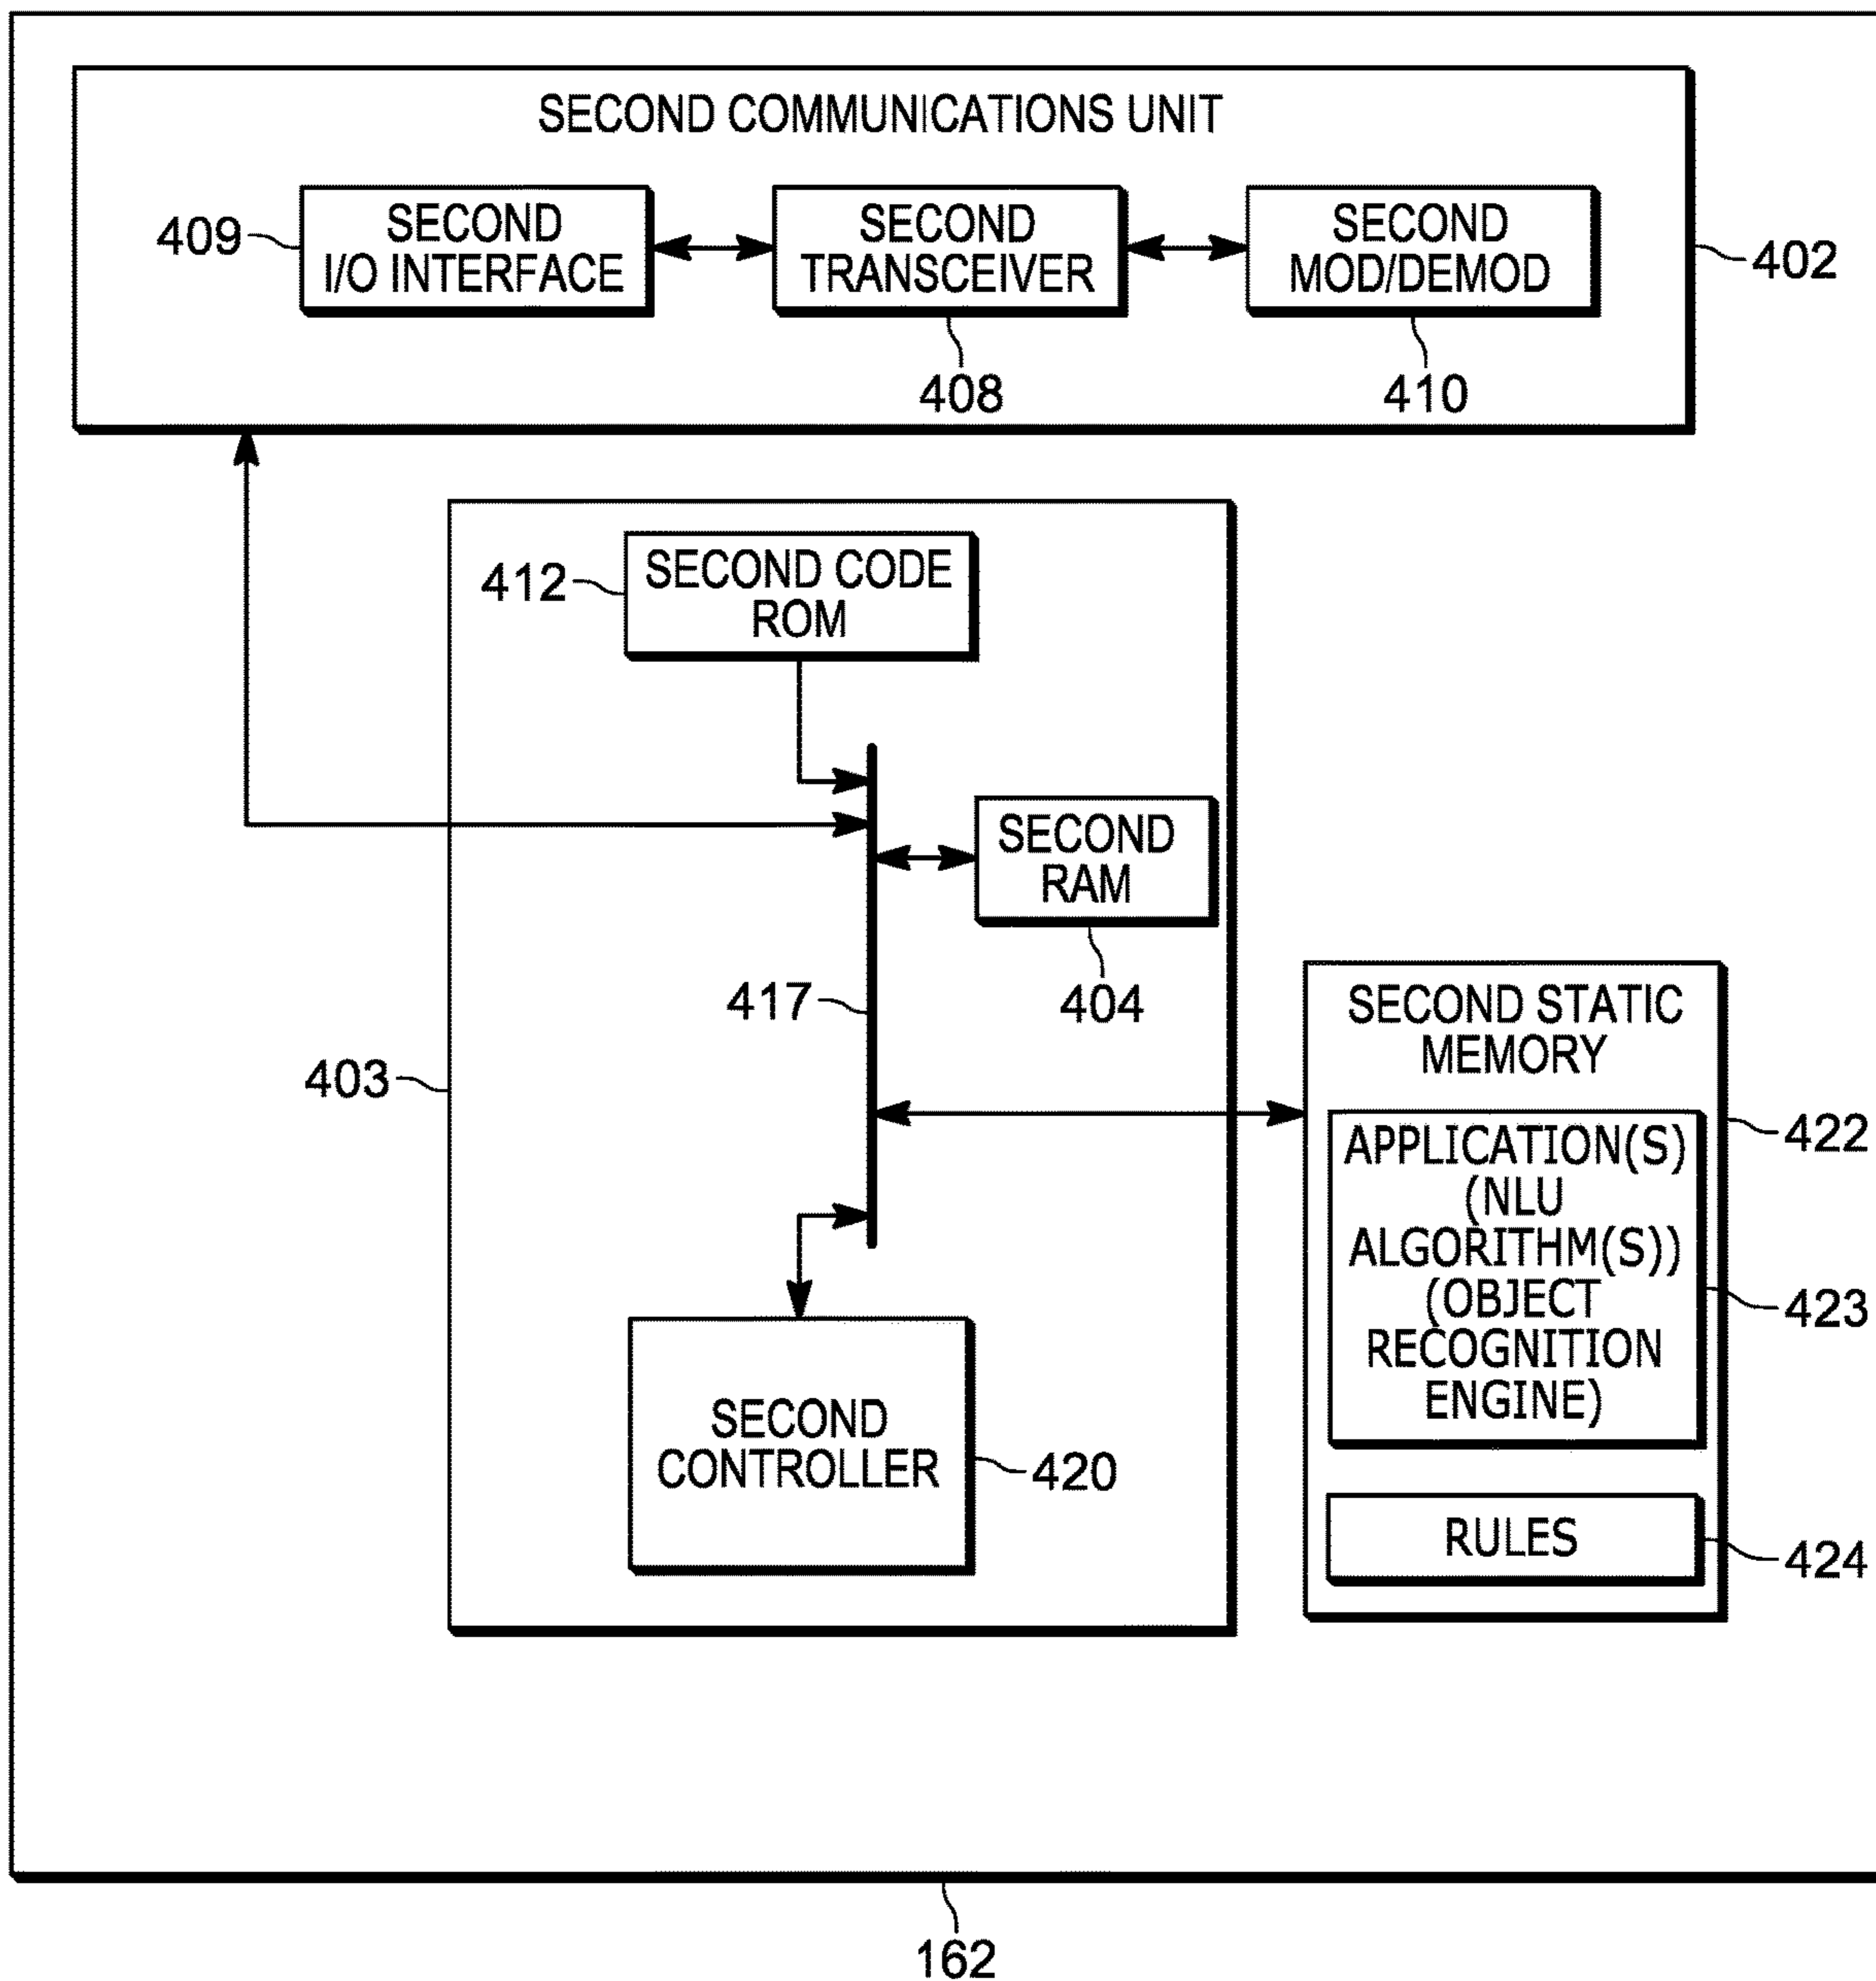 SECOND COMMUNICATIONS UNIT
409
SECOND
I/O INTERFACE
SECOND
TRANSCEIVER
SECOND
MOD/DEMOD
402
408
410
412
SECOND CODE
ROM
SECOND
RAM
404
417
403
SECOND STATIC
MEMORY
422
APPLICATION(S)
(NLU
ALGORITHM(S))
(OBJECT
RECOGNITION
ENGINE)
423
SECOND
CONTROLLER
420
RULES
424
162